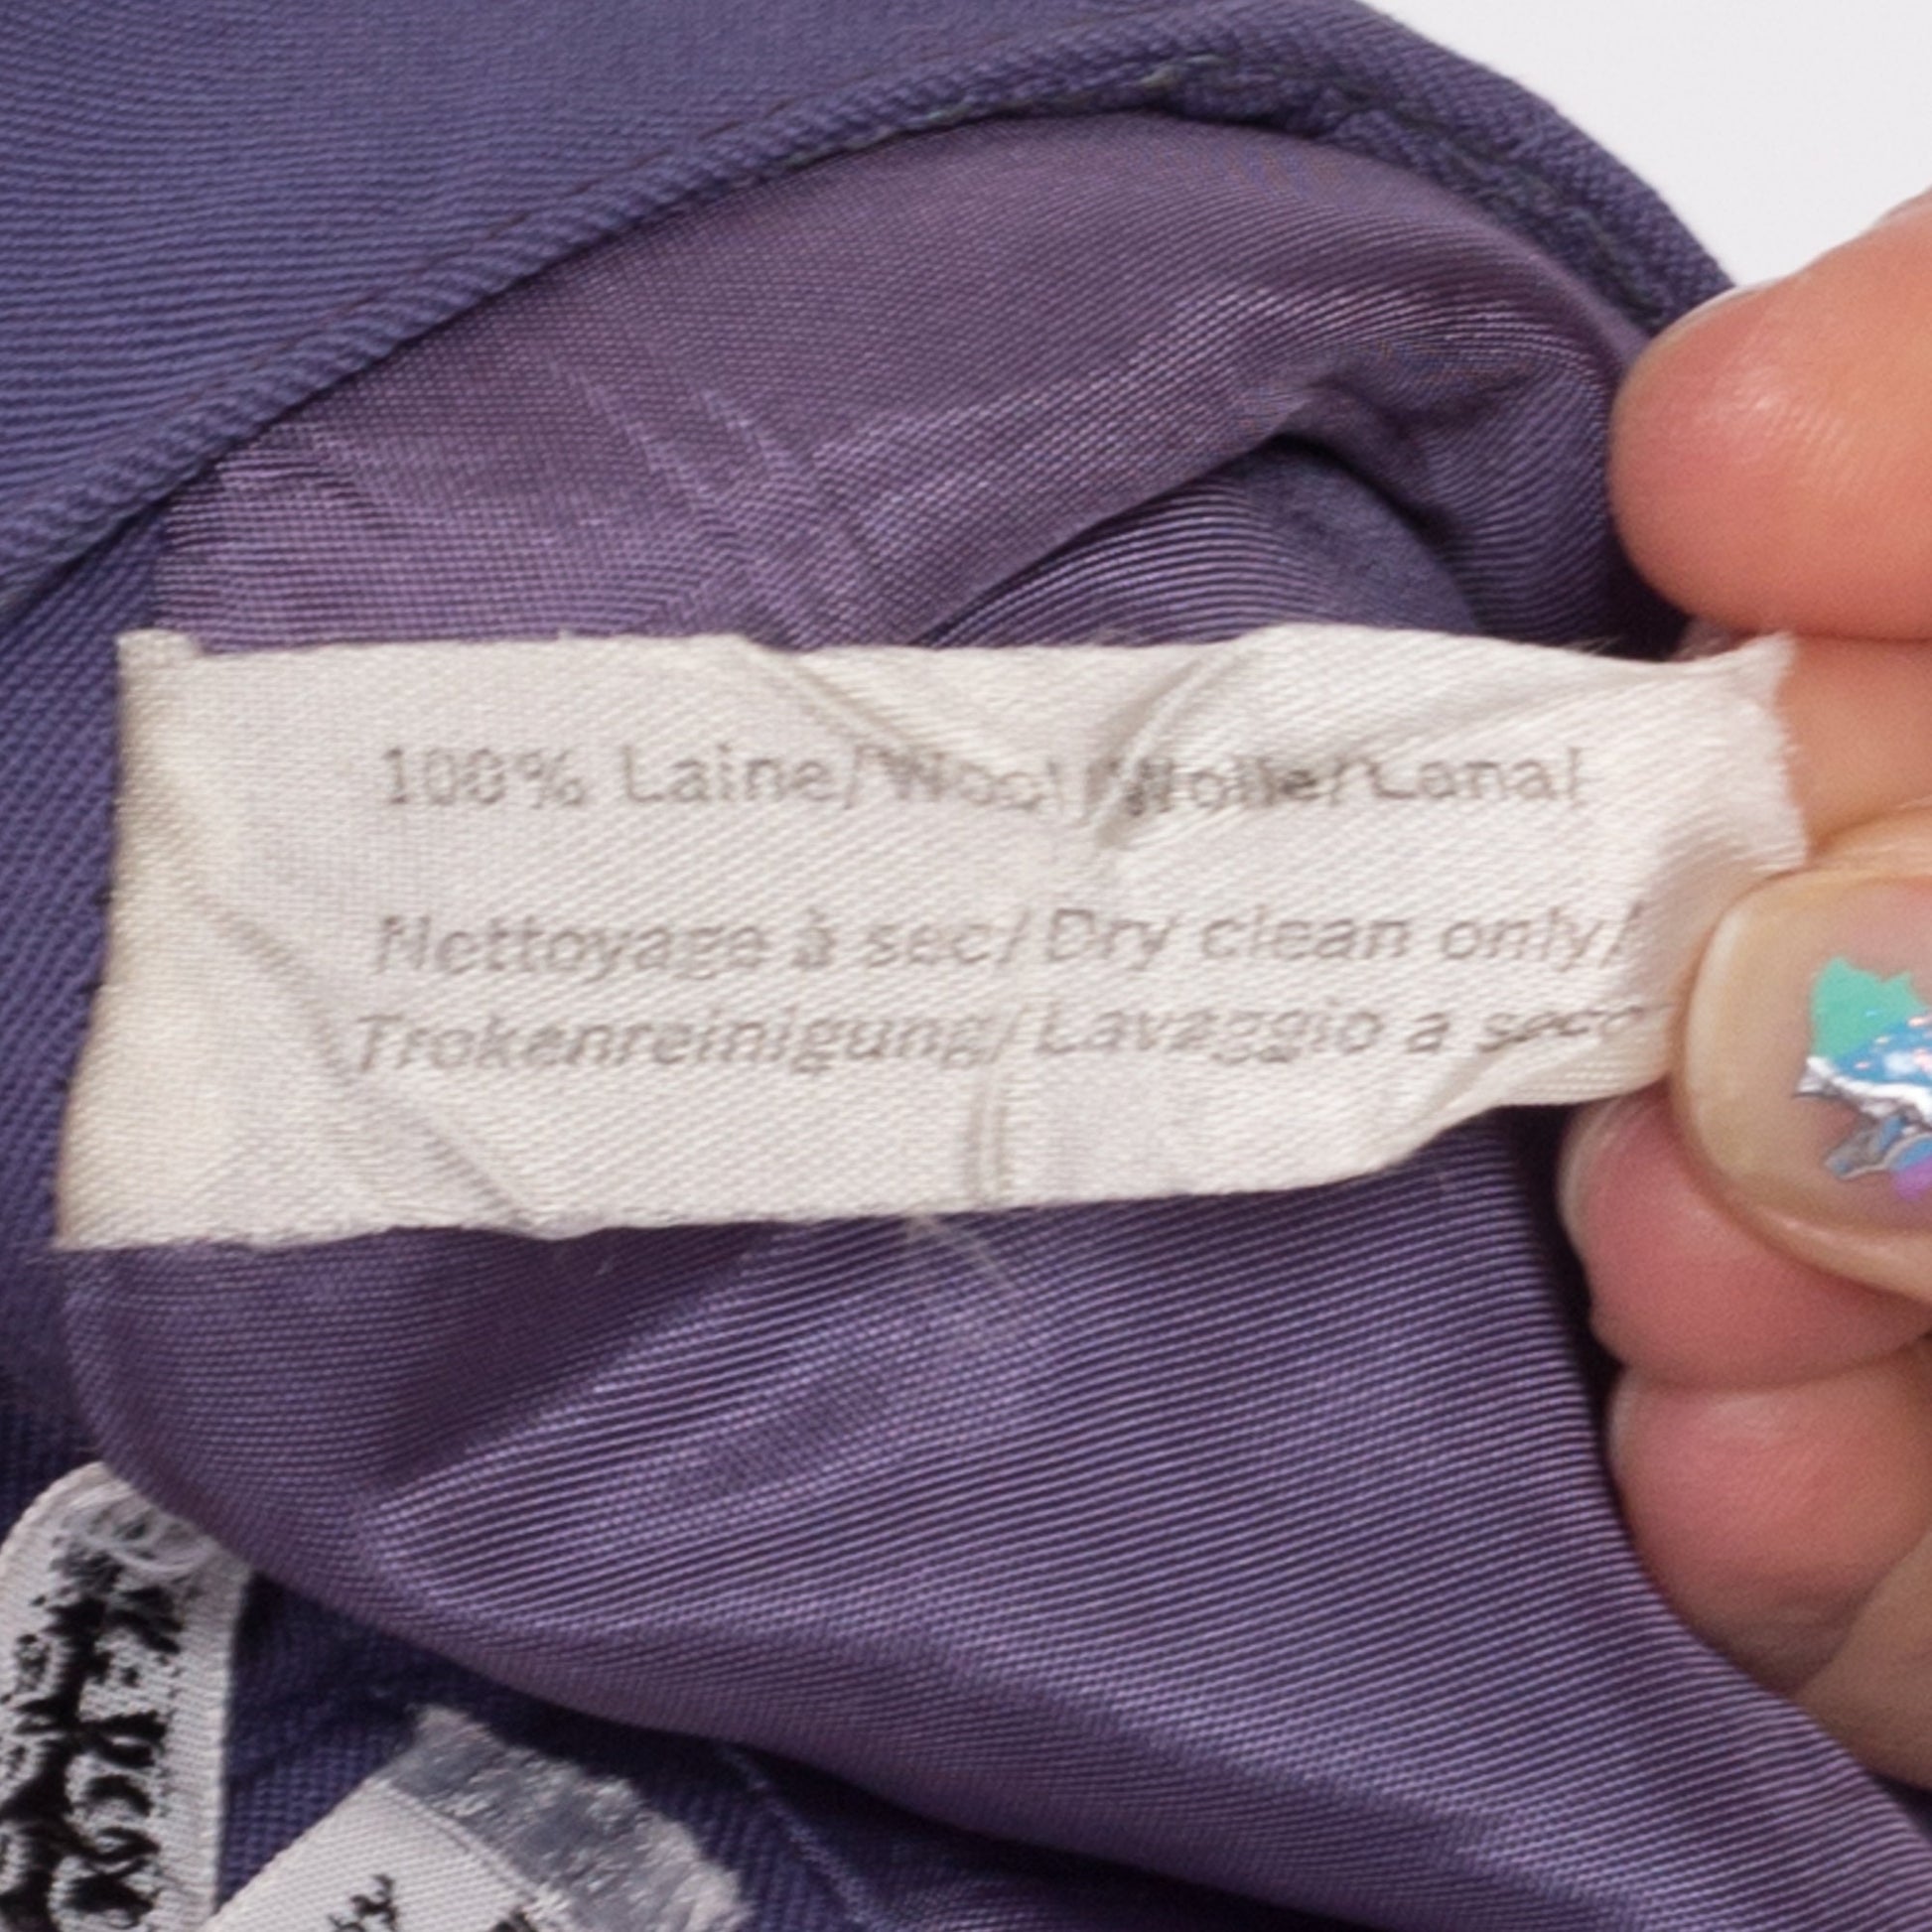 100% Laine/Wool/Wolle/Lana/
Nettoyage à sec/Dry clean only/
Trokenreinigung/Lavaggio a secco